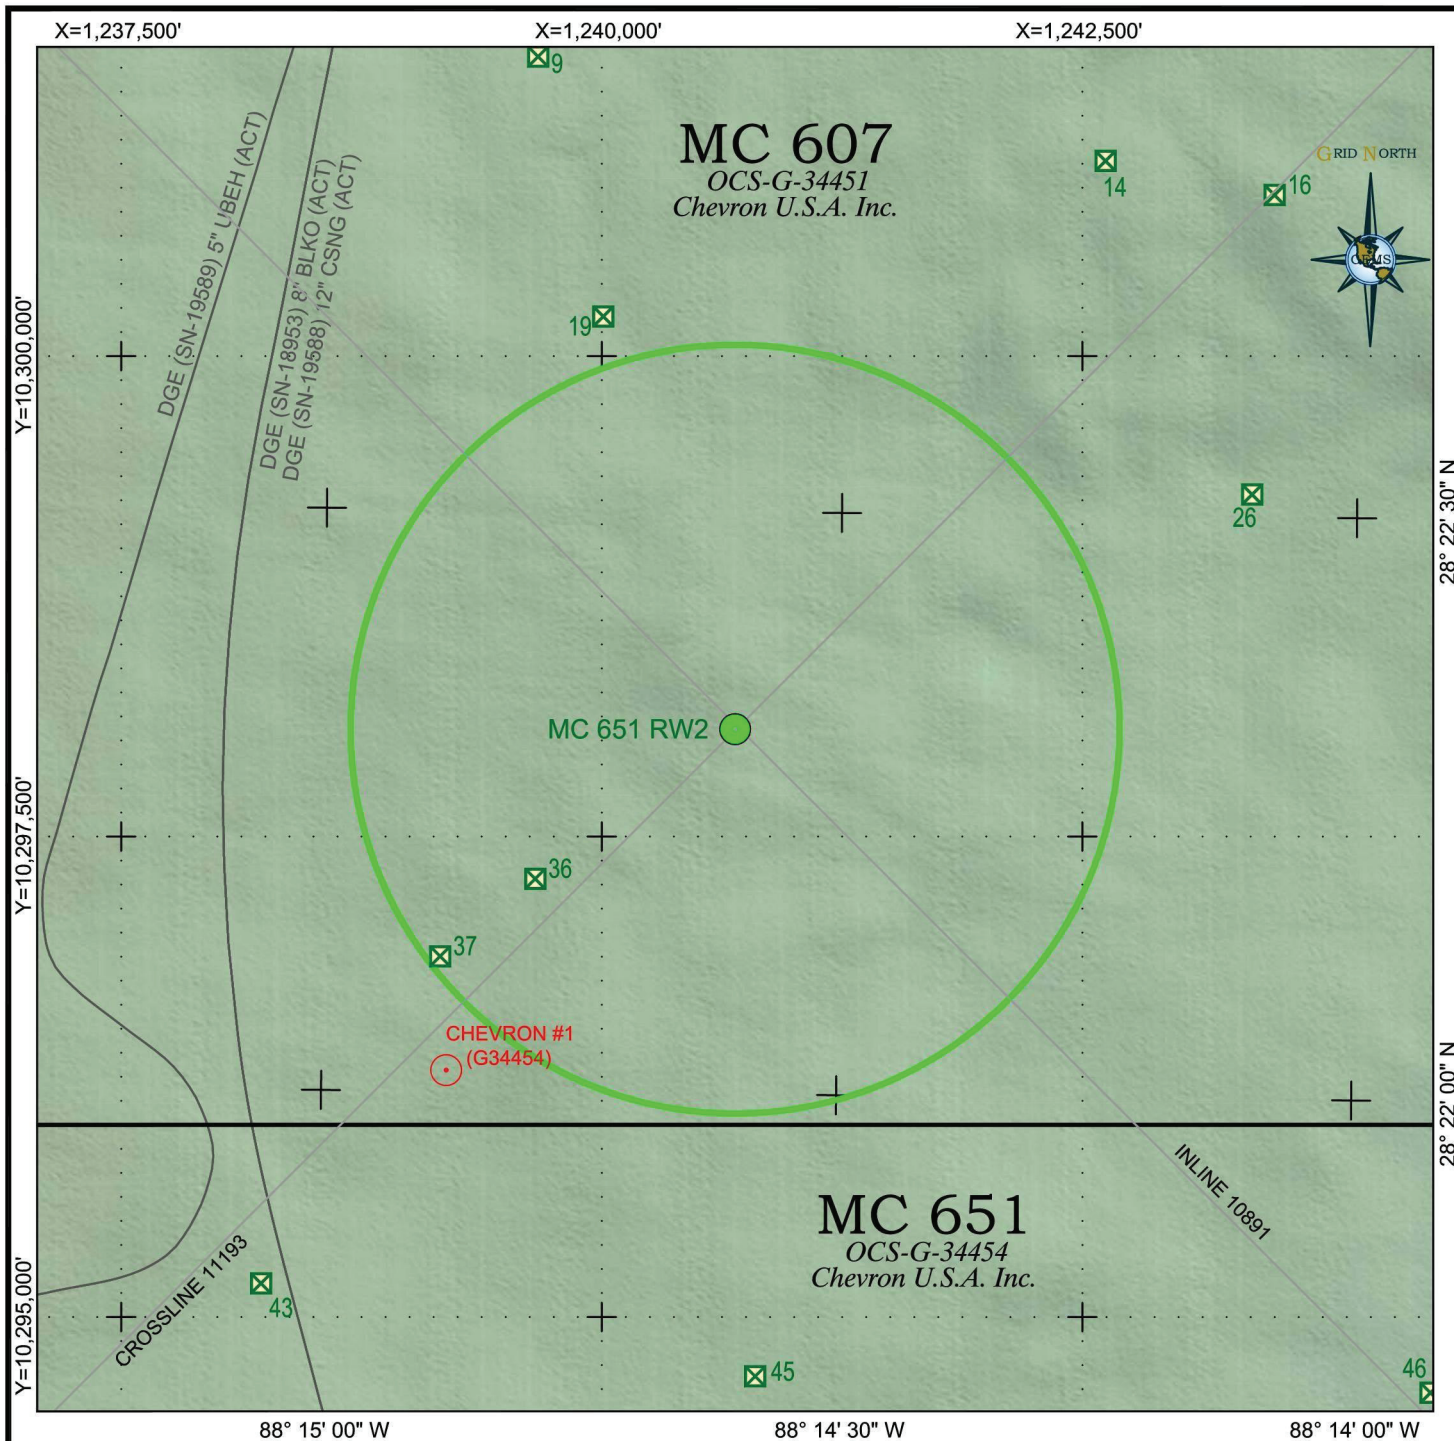 X=1,237,500'
X=1,240,000'
X=1,242,500'
9
MC 607
OCS-G-34451
Chevron U.S.A. Inc.
14
16
GRID NORTH
GEMS
DGE (SN-19589) 5" UBEH (ACT)
DGE (SN-18953) 8" BLKO (ACT)
DGE (SN-19588) 12" CSNG (ACT)
19
Y=10,300,000'
26
28° 22' 30" N
MC 651 RW2
Y=10,297,500'
36
37
CHEVRON #1
(G34454)
28° 22' 00" N
INLINE 10891
MC 651
OCS-G-34454
Chevron U.S.A. Inc.
CROSSLINE 11193
43
Y=10,295,000'
45
46
88° 15' 00" W
88° 14' 30" W
88° 14' 00" W